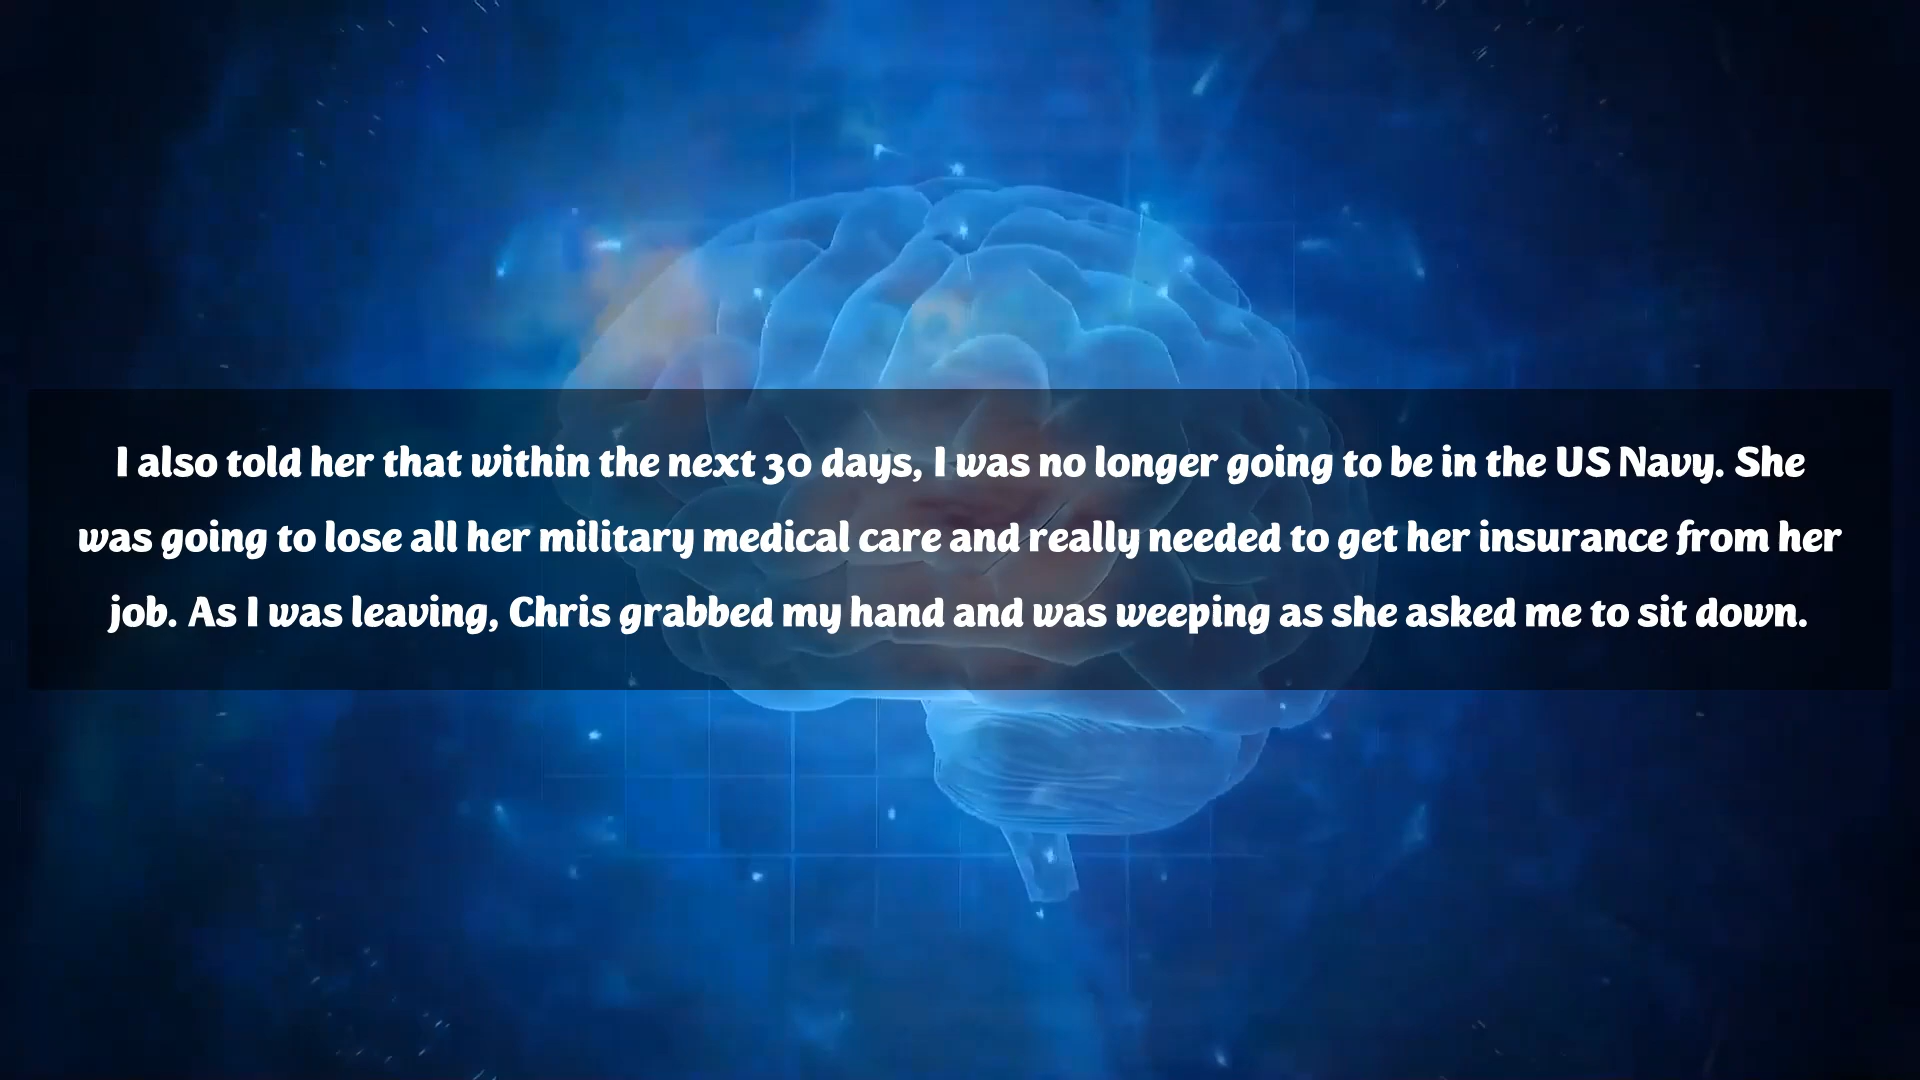 I also told her that within the next 30 days, I was no longer going to be in the US Navy. She
was going to lose all her military medical care and really needed to get her insurance from her
job. As I was leaving, Chris grabbed my hand and was weeping as she asked me to sit down.